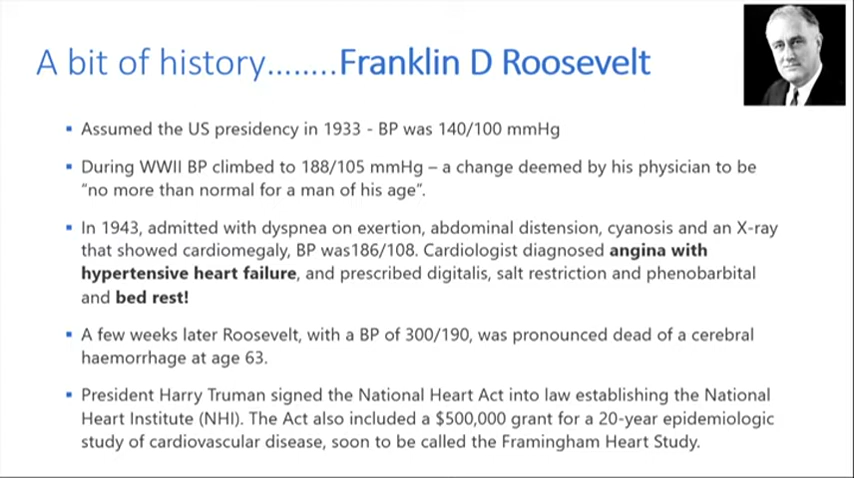 A bit of history........Franklin D Roosevelt
▪ Assumed the US presidency in 1933 - BP was 140/100 mmHg
▪ During WWII BP climbed to 188/105 mmHg – a change deemed by his physician to be
“no more than normal for a man of his age”.
▪ In 1943, admitted with dyspnea on exertion, abdominal distension, cyanosis and an X-ray
that showed cardiomegaly, BP was186/108. Cardiologist diagnosed angina with
hypertensive heart failure, and prescribed digitalis, salt restriction and phenobarbital
and bed rest!
▪ A few weeks later Roosevelt, with a BP of 300/190, was pronounced dead of a cerebral
haemorrhage at age 63.
▪ President Harry Truman signed the National Heart Act into law establishing the National
Heart Institute (NHI). The Act also included a $500,000 grant for a 20-year epidemiologic
study of cardiovascular disease, soon to be called the Framingham Heart Study.